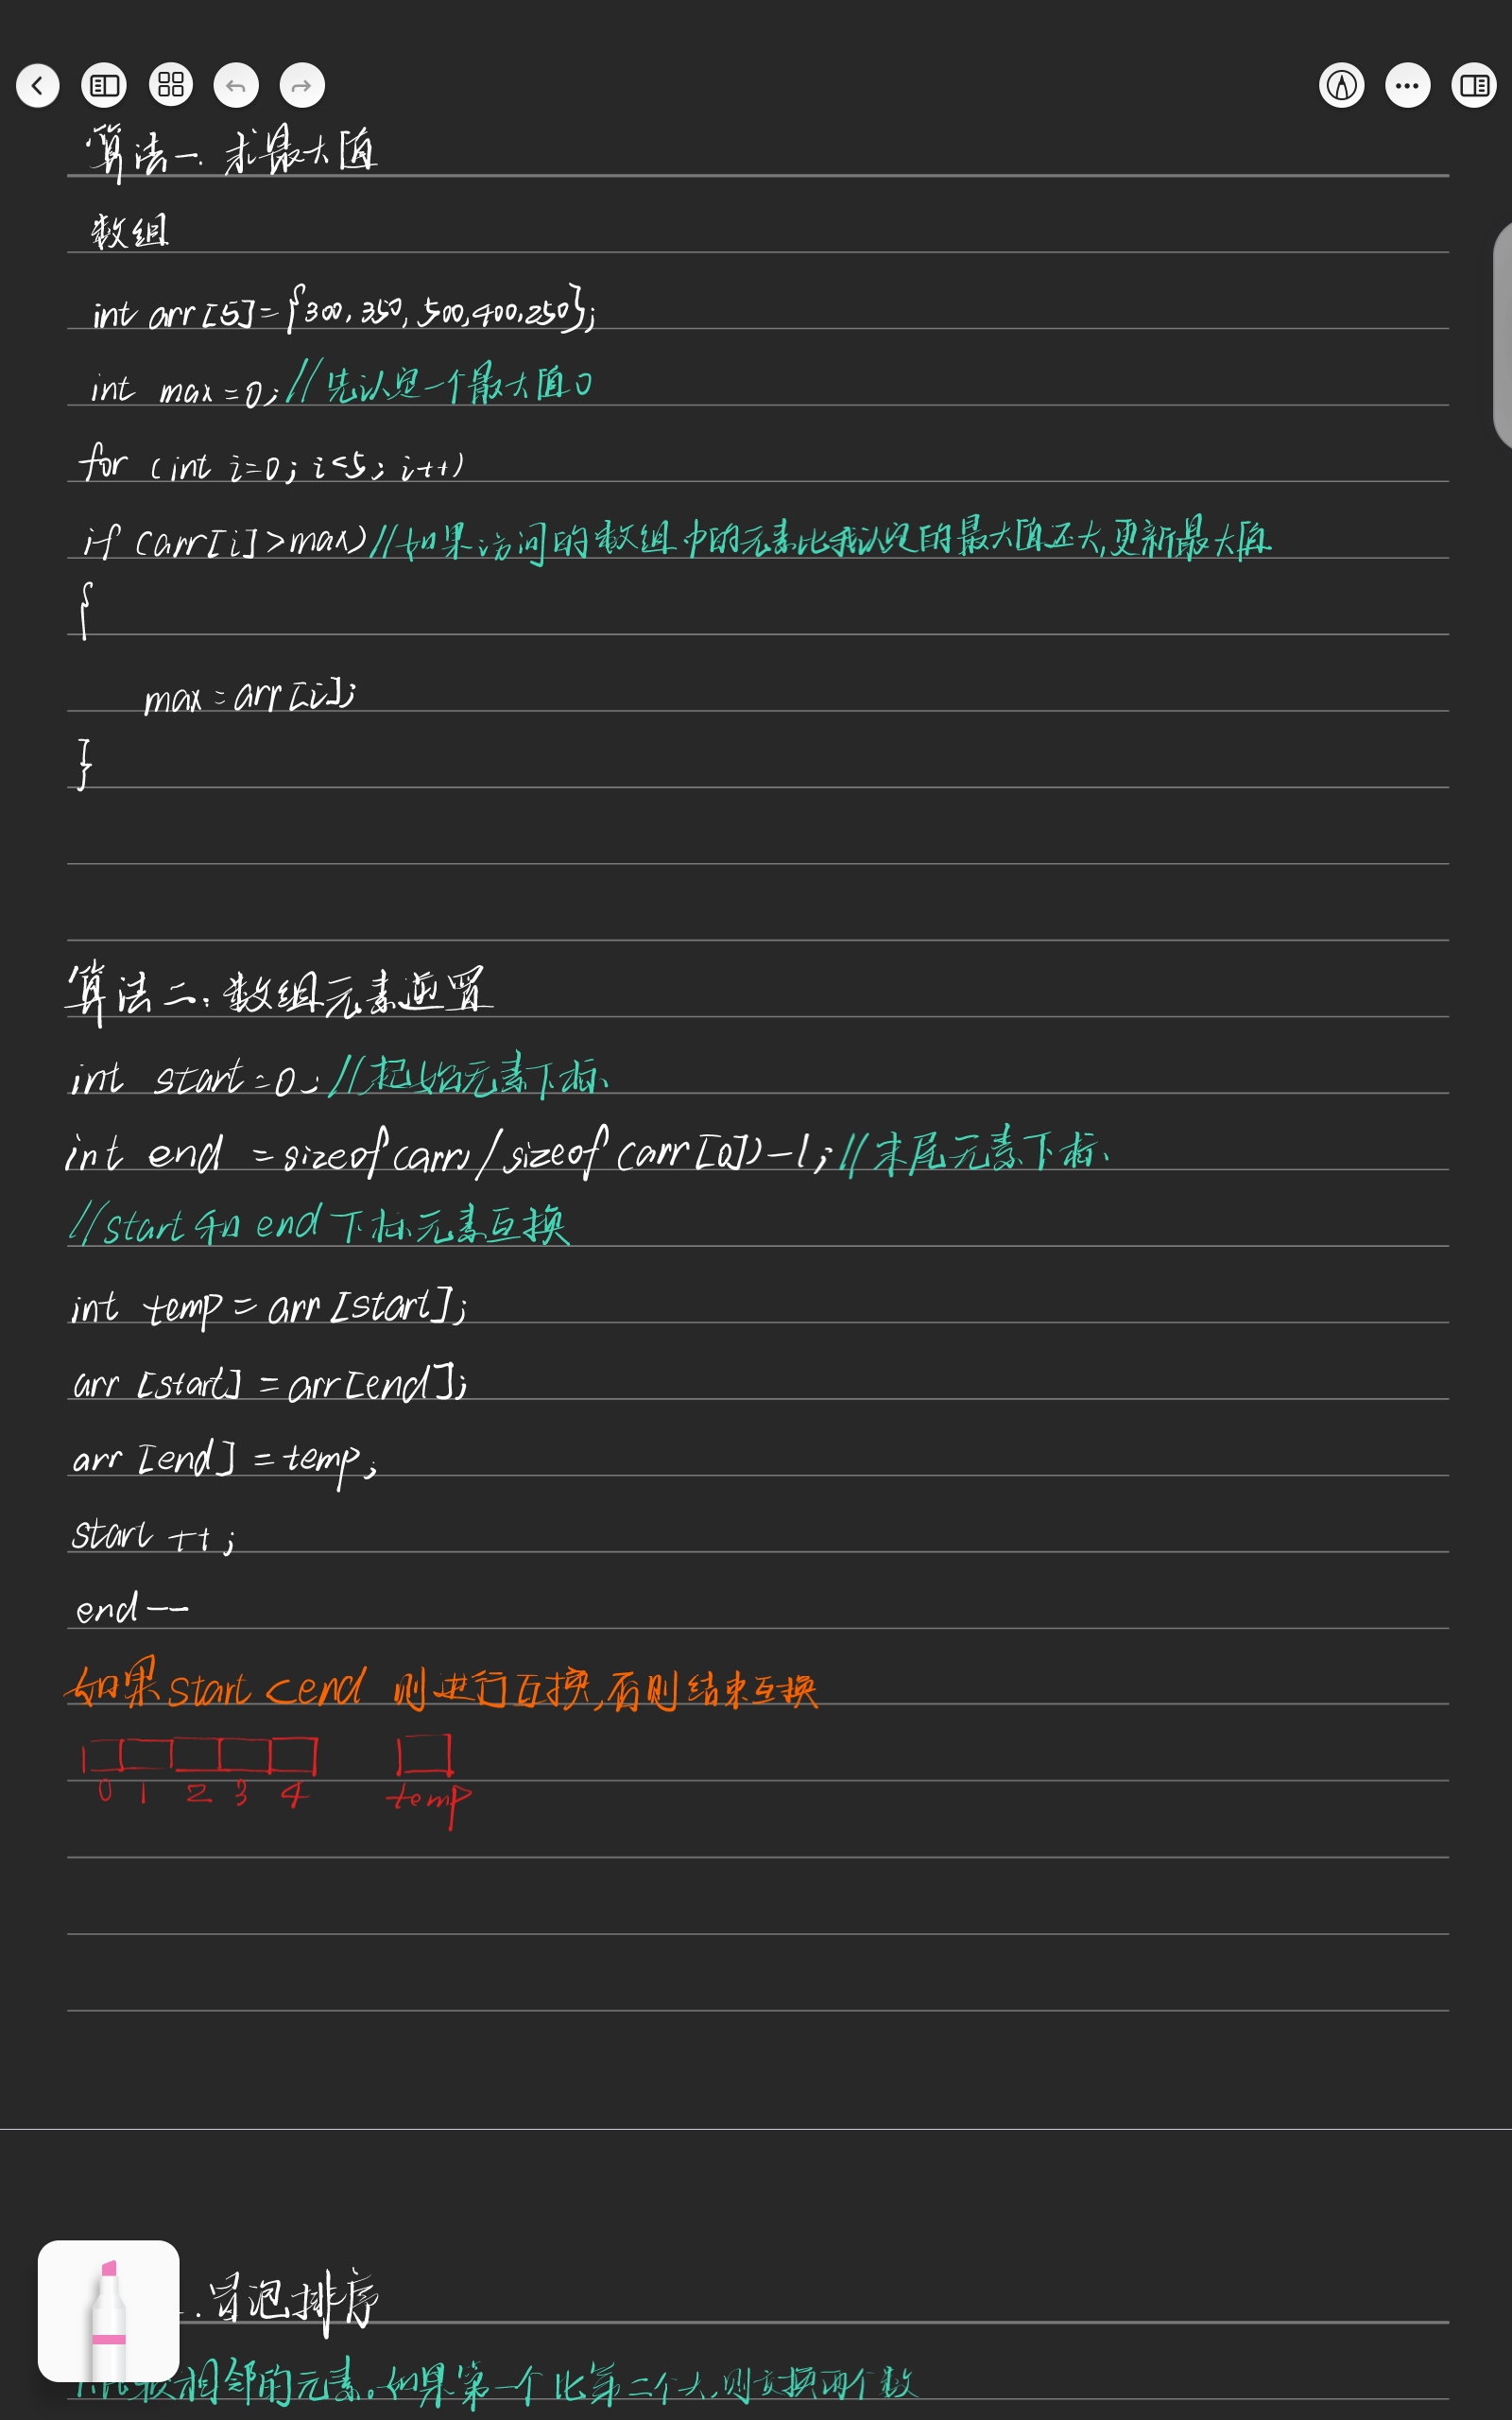 算法一. 求最大值
数组
int arr[5]={300,350,500,400,250};
int max=0;//先认定一个最大值0
for (int i=0;i<5;i++)
if (arr[i]>max)//如果访问的数组中的元素比我认定的最大值还大,更新最大值
{
max=arr[i];
}
算法二.数组元素逆置
int start=0;//起始元素下标
int end =sizeof(arr)/sizeof(arr[0])-1;//末尾元素下标
//start和end下标元素互换
int temp=arr[start];
arr [start]=arr[end];
arr [end]=temp;
start ++;
end--
如果start<end 则进行互换,否则结束互换
0 1 2 3 4 temp
.冒泡排序
比较相邻的元素。如果第一个比第二个大,则交换两个数